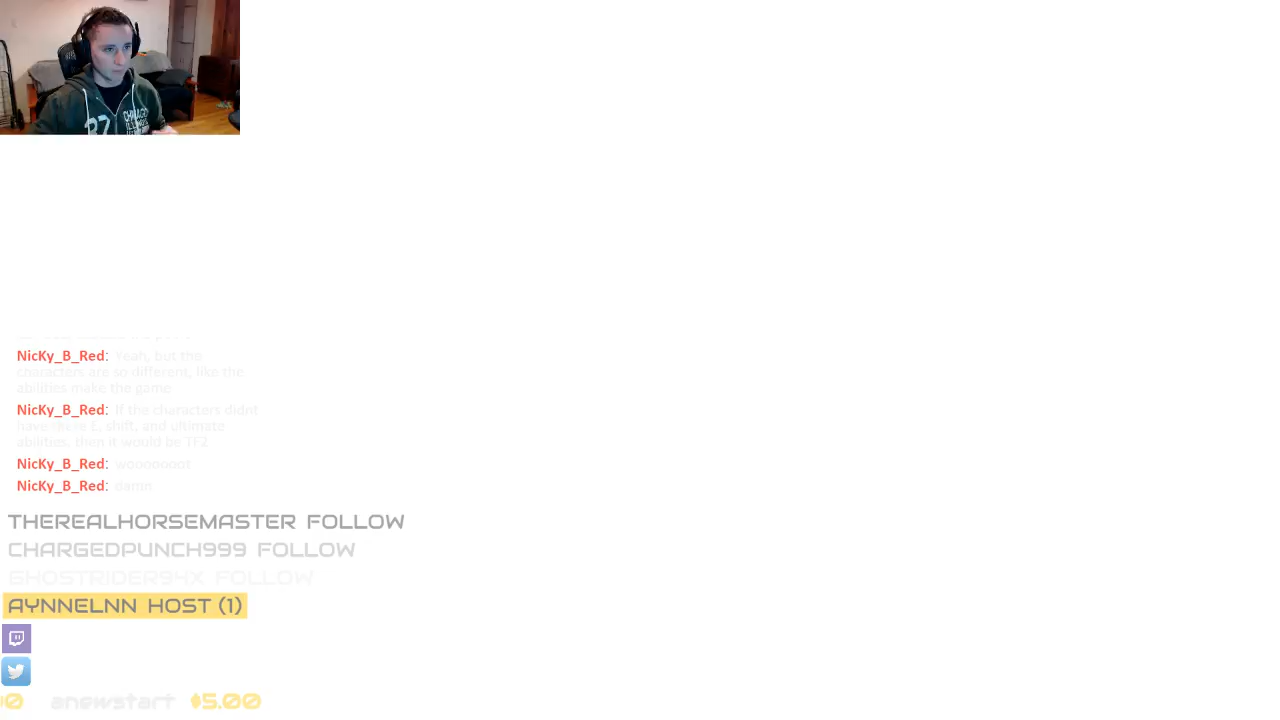 NicKy_B_Red: Yeah, but the
characters are so different, like the
abilities make the game
NicKy_B_Red: If the characters didnt
have E, shift, and ultimate
abilities, then it would be TF2
NicKy_B_Red: wooooooot
NicKy_B_Red: damn
THEREALHORSEMASTER FOLLOW
CHARGEDPUNCH999 FOLLOW
GHOSTRIDER94X FOLLOW
AYNNELNN HOST (1)
anewstart $5.00